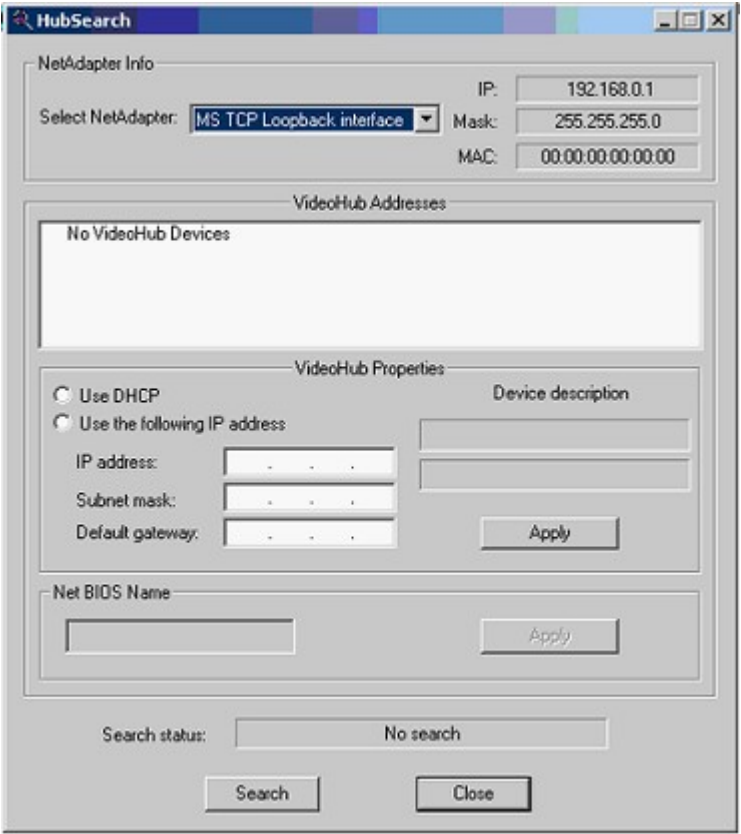 HubSearch
NetAdapter Info
IP: 192.168.0.1
Select NetAdapter: MS TCP Loopback interface Mask: 255.255.255.0
MAC: 00:00:00:00:00:00
VideoHub Addresses
No VideoHub Devices
VideoHub Properties
Use DHCP
Device description
Use the following IP address
IP address:
Subnet mask:
Default gateway:
Apply
Net BIOS Name
Apply
Search status: No search
Search Close